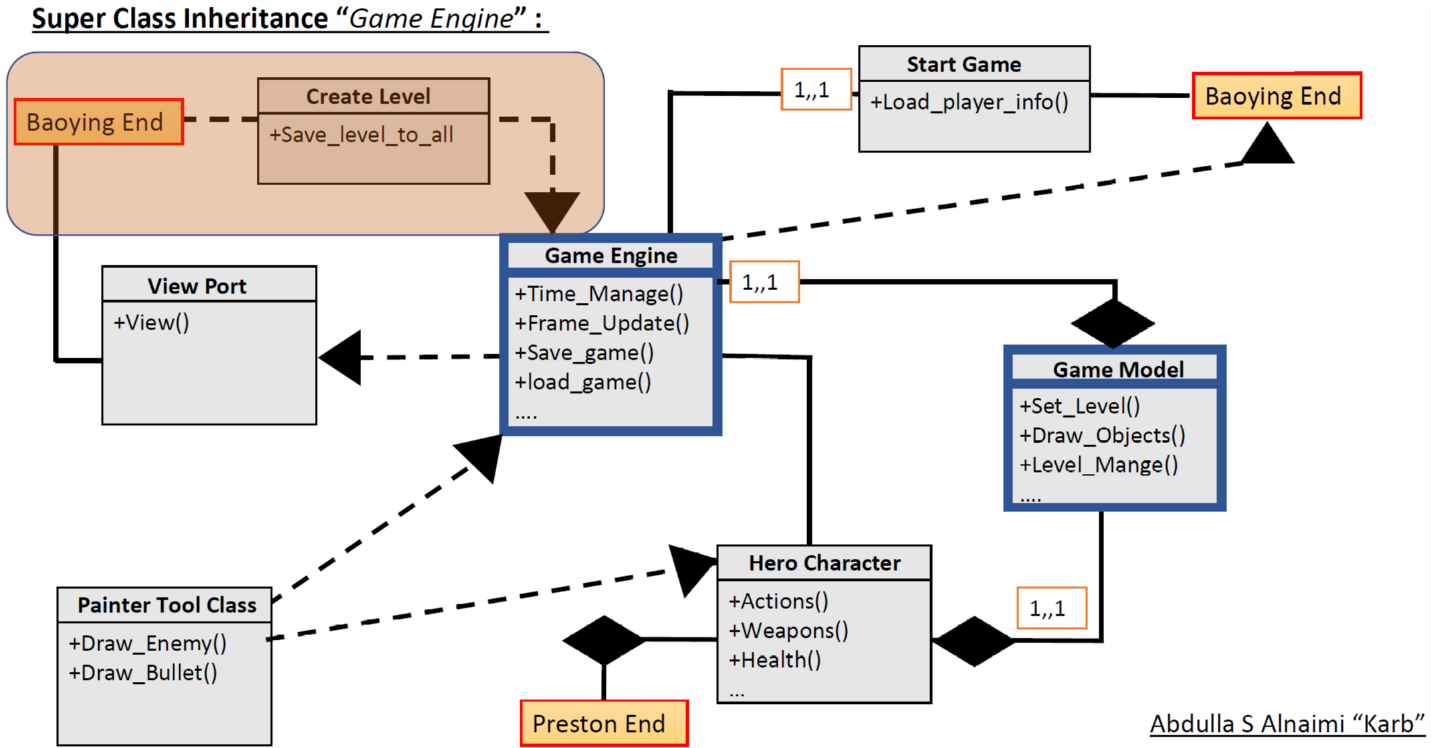 Super Class Inheritance “Game Engine” :
Baoying End
Create Level
+Save_level_to_all
1,,1
Start Game
+Load_player_info()
Baoying End
View Port
+View()
Game Engine
+Time_Manage()
+Frame_Update()
+Save_game()
+load_game()
....
1,,1
Game Model
+Set_Level()
+Draw_Objects()
+Level_Mange()
....
Painter Tool Class
+Draw_Enemy()
+Draw_Bullet()
Hero Character
+Actions()
+Weapons()
+Health()
...
1,,1
Preston End
Abdulla S Alnaimi “Karb”